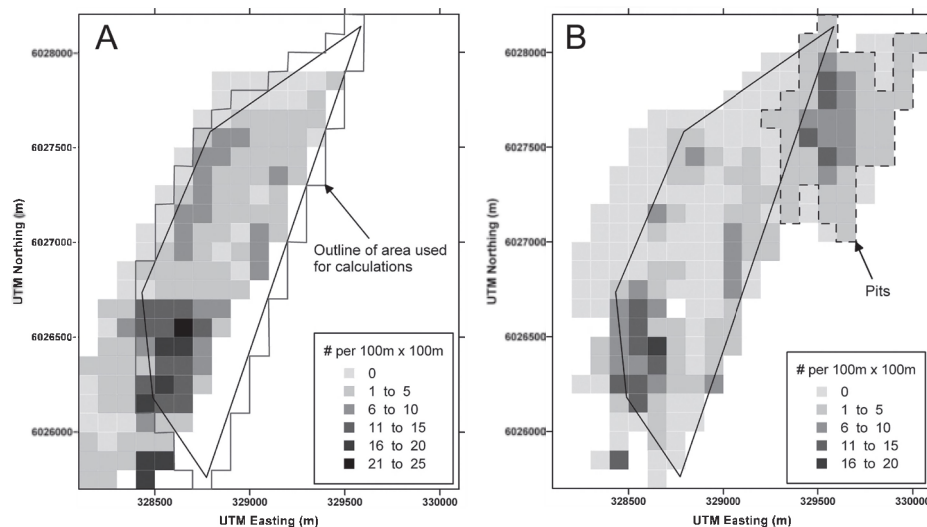 A
6028000
6027500
6027000
6026500
6026000
UTM Northing (m)
328500
329000
329500
330000
UTM Easting (m)
Outline of area used
for calculations
# per 100m x 100m
0
1 to 5
6 to 10
11 to 15
16 to 20
21 to 25
B
6028000
6027500
6027000
6026500
6026000
UTM Northing (m)
328500
329000
329500
330000
UTM Easting (m)
Pits
# per 100m x 100m
0
1 to 5
6 to 10
11 to 15
16 to 20